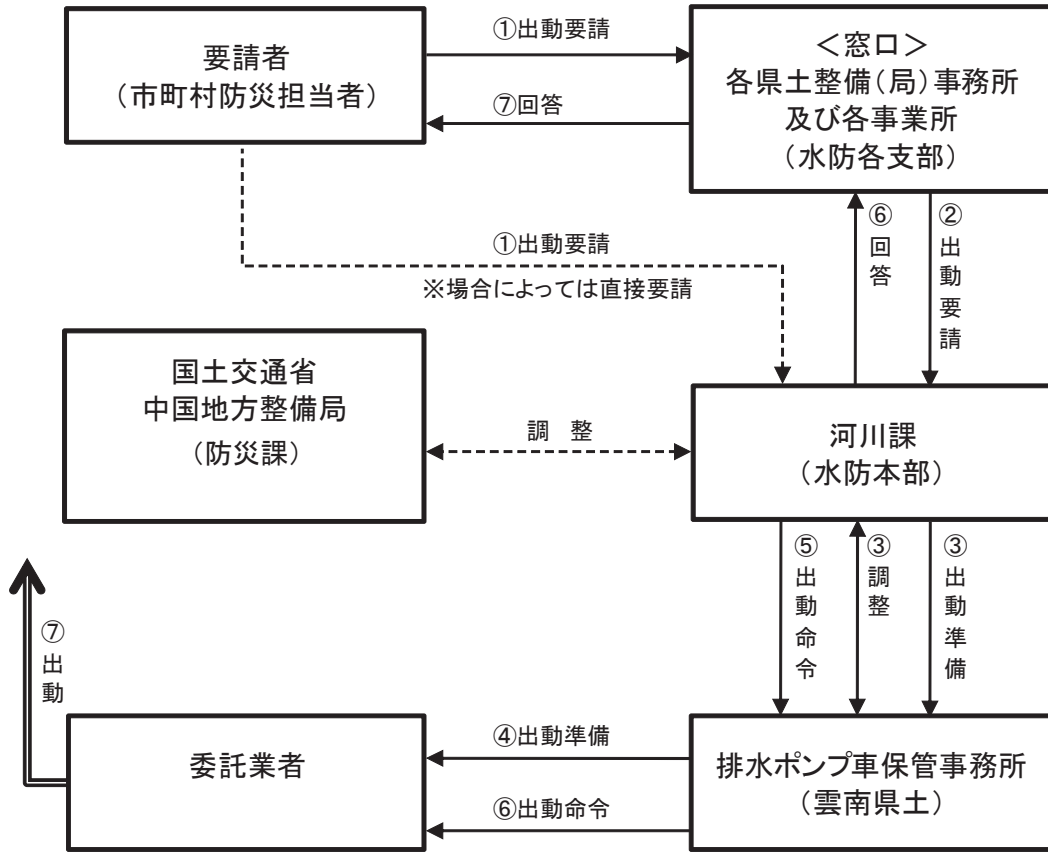 要請者
（市町村防災担当者）
①出動要請
⑦回答
＜窓口＞
各県土整備（局）事務所
及び各事業所
（水防各支部）
①出動要請
※場合によっては直接要請
⑥回答
②出動要請
国土交通省
中国地方整備局
（防災課）
調　整
河川課
（水防本部）
⑤出動命令
③調整
③出動準備
⑦出動
委託業者
④出動準備
⑥出動命令
排水ポンプ車保管事務所
（雲南県土）